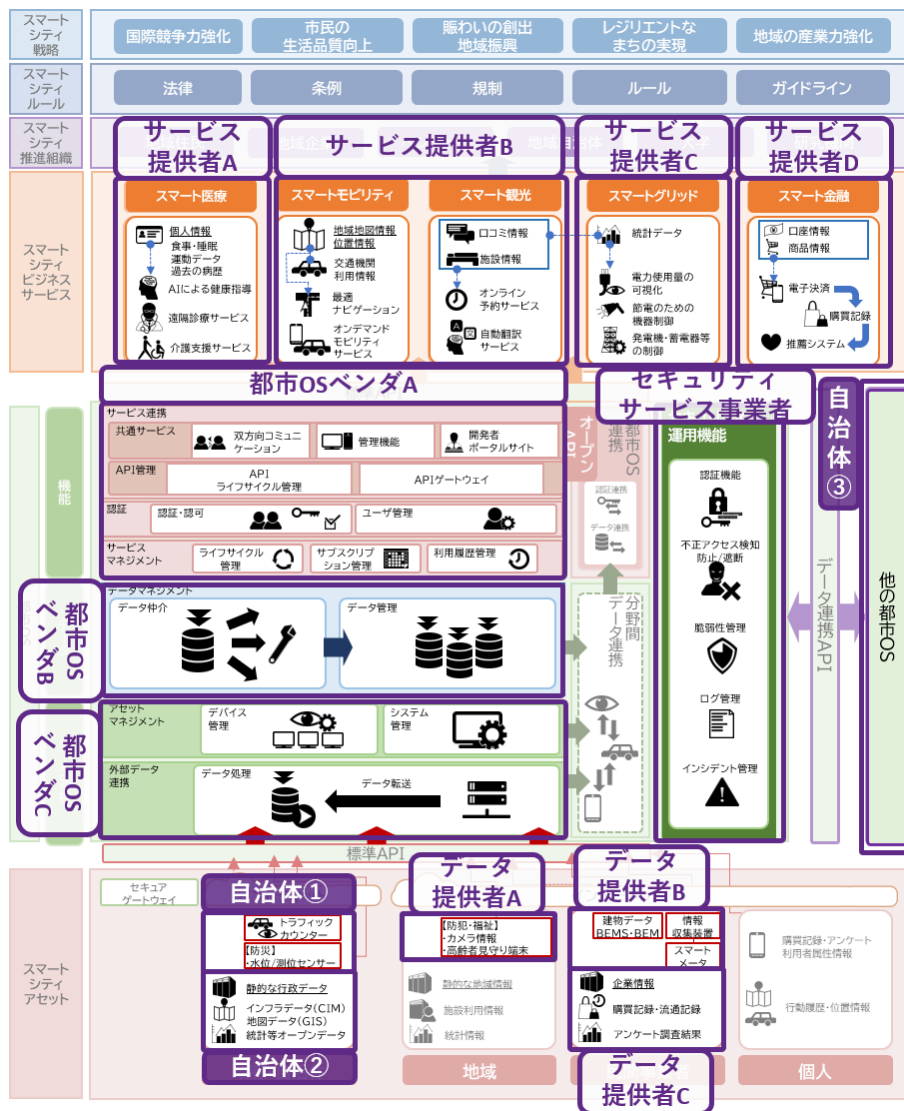 スマート
シティ
戦略
国際競争力強化
市民の
生活品質向上
賑わいの創出
地域振興
レジリエントな
まちの実現
地域の産業力強化
スマート
シティ
ルール
法律
条例
規制
ルール
ガイドライン
スマート
シティ
推進組織
サービス
提供者A
サービス提供者B
サービス
提供者C
サービス
提供者D
スマート
シティ
ビジネス
サービス
スマート医療
個人情報
食事・睡眠
運動データ
過去の病歴
AIによる健康指導
遠隔診療サービス
介護支援サービス
スマートモビリティ
地域地図情報
位置情報
交通機関
利用情報
最適
ナビゲーション
オンデマンド
モビリティ
サービス
スマート観光
口コミ情報
施設情報
オンライン
予約サービス
自動翻訳
サービス
スマートグリッド
統計データ
電力使用量の
可視化
節電のための
機器制御
発電機・蓄電器等
の制御
スマート金融
口座情報
商品情報
電子決済
購買記録
推薦システム
都市OSベンダA
セキュリティ
サービス事業者
自治体③
機能
サービス連携
共通サービス
双方向コミュニ
ケーション
管理機能
開発者
ポータルサイト
API管理
API
ライフサイクル管理
APIゲートウェイ
認証
認証・認可
ユーザ管理
サービス
マネジメント
ライフサイクル
管理
サブスクリプ
ション管理
利用履歴管理
オープン
API
都市OS
連携
認証連携
データ連携
運用機能
認証機能
不正アクセス検知
防止/遮断
脆弱性管理
ログ管理
インシデント管理
データ連携API
他の都市OS
都市OS
ベンダB
データマネジメント
データ仲介
データ管理
分野間
データ連携
都市OS
ベンダC
アセット
マネジメント
デバイス
管理
システム
管理
外部データ
連携
データ処理
データ転送
標準API
スマート
シティ
アセット
セキュア
ゲートウェイ
自治体①
トラフィック
カウンター
【防災】
・水位/測位センサー
静的な行政データ
インフラデータ(CIM)
地図データ(GIS)
統計等オープンデータ
自治体②
データ
提供者A
【防犯・福祉】
・カメラ情報
・高齢者見守り端末
静的な地域情報
施設利用情報
統計情報
地域
データ
提供者B
建物データ
BEMS・BEM
情報
収集装置
スマート
メータ
企業情報
購買記録・流通記録
アンケート調査結果
データ
提供者C
購買記録・アンケート
利用者属性情報
行動履歴・位置情報
個人